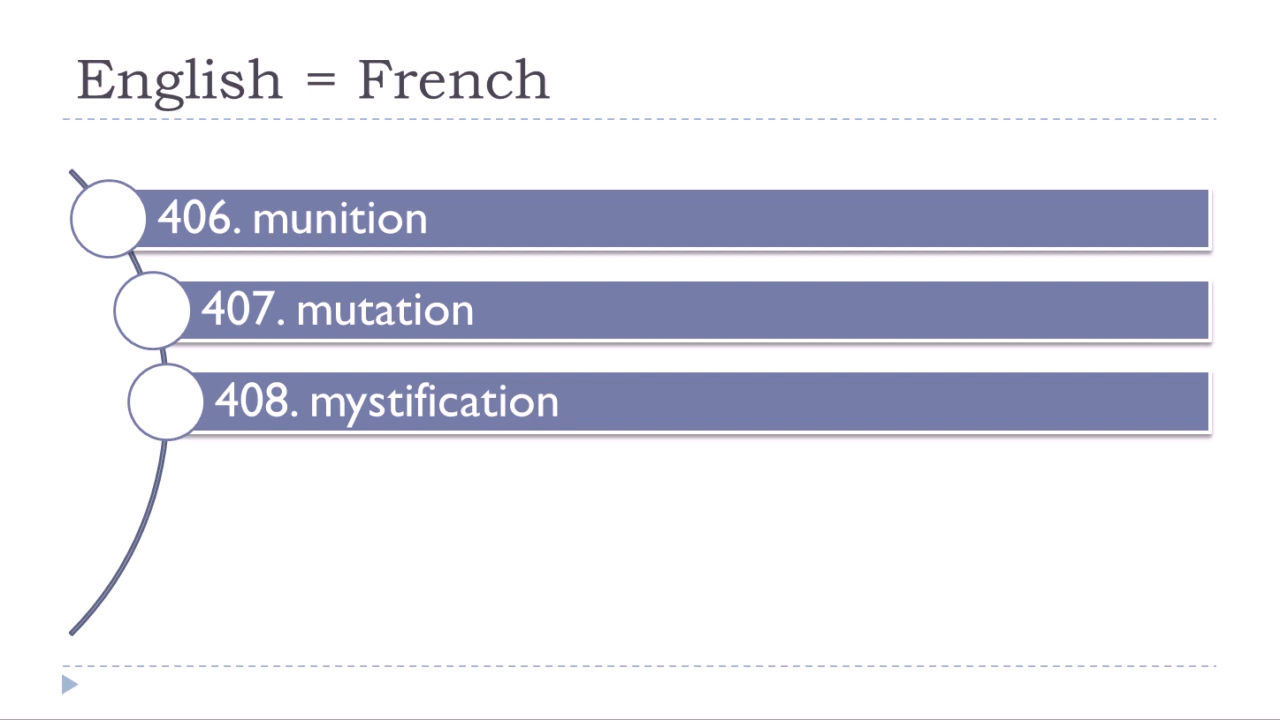 English = French
406. munition
407. mutation
408. mystification